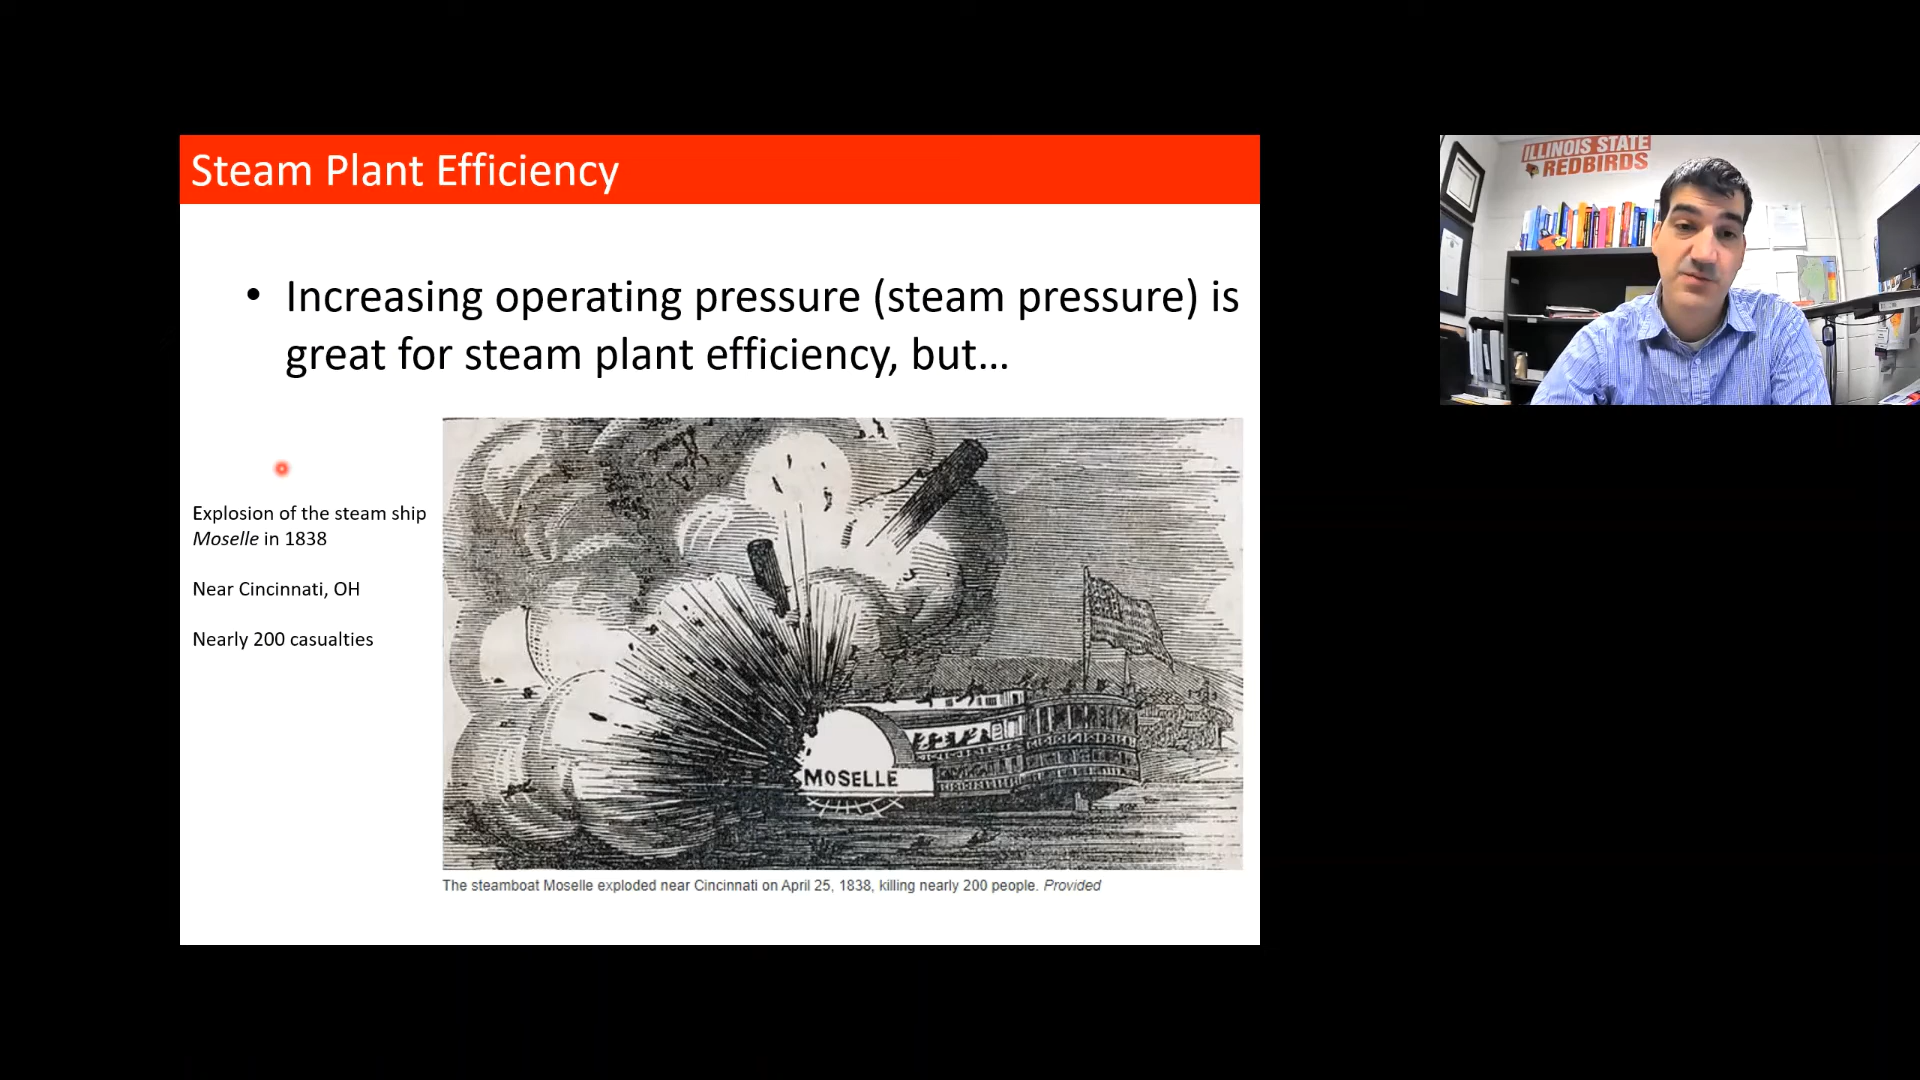 Steam Plant Efficiency
• Increasing operating pressure (steam pressure) is
great for steam plant efficiency, but...
Explosion of the steam ship
Moselle in 1838
Near Cincinnati, OH
Nearly 200 casualties
MOSELLE
The steamboat Moselle exploded near Cincinnati on April 25, 1838, killing nearly 200 people. Provided
ILLINOIS STATE
REDBIRDS